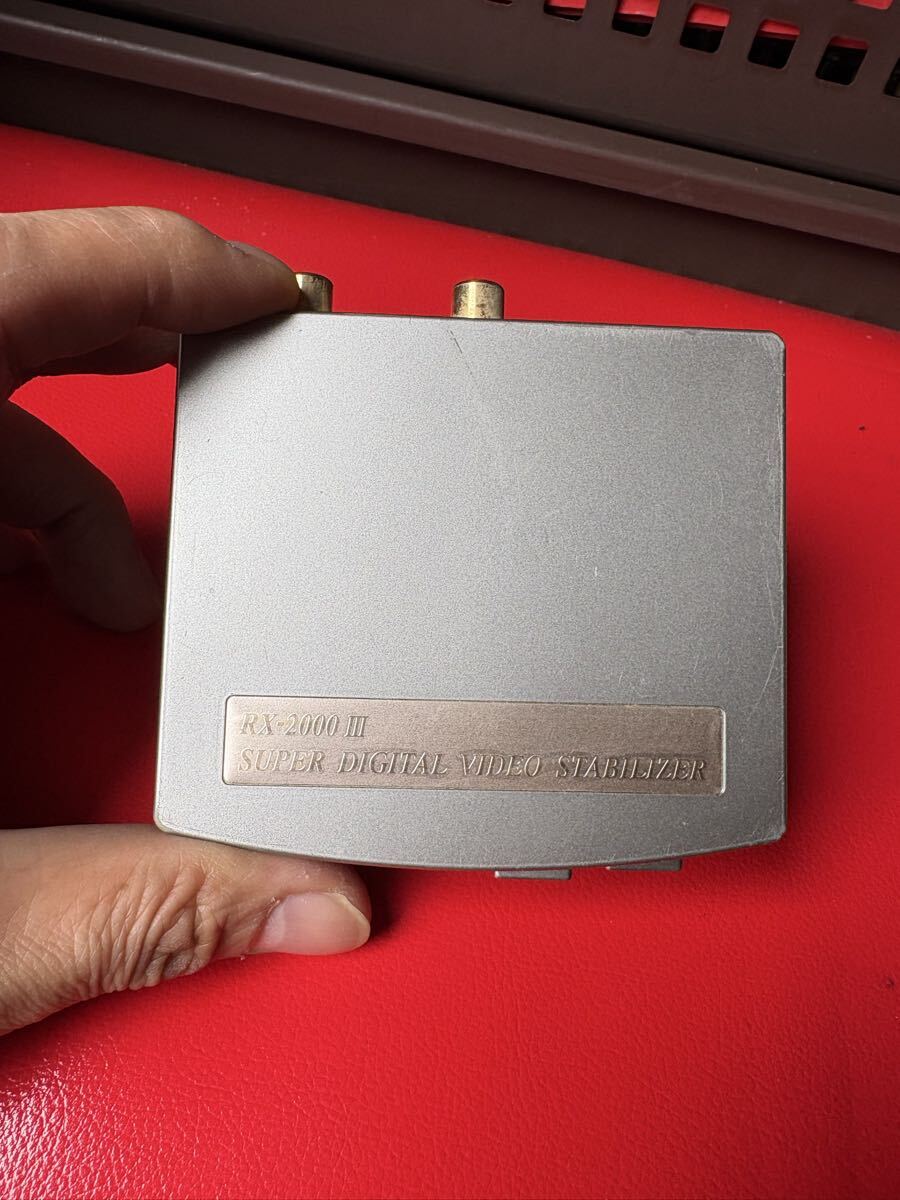 RX-2000 III
SUPER DIGITAL VIDEO STABILIZER